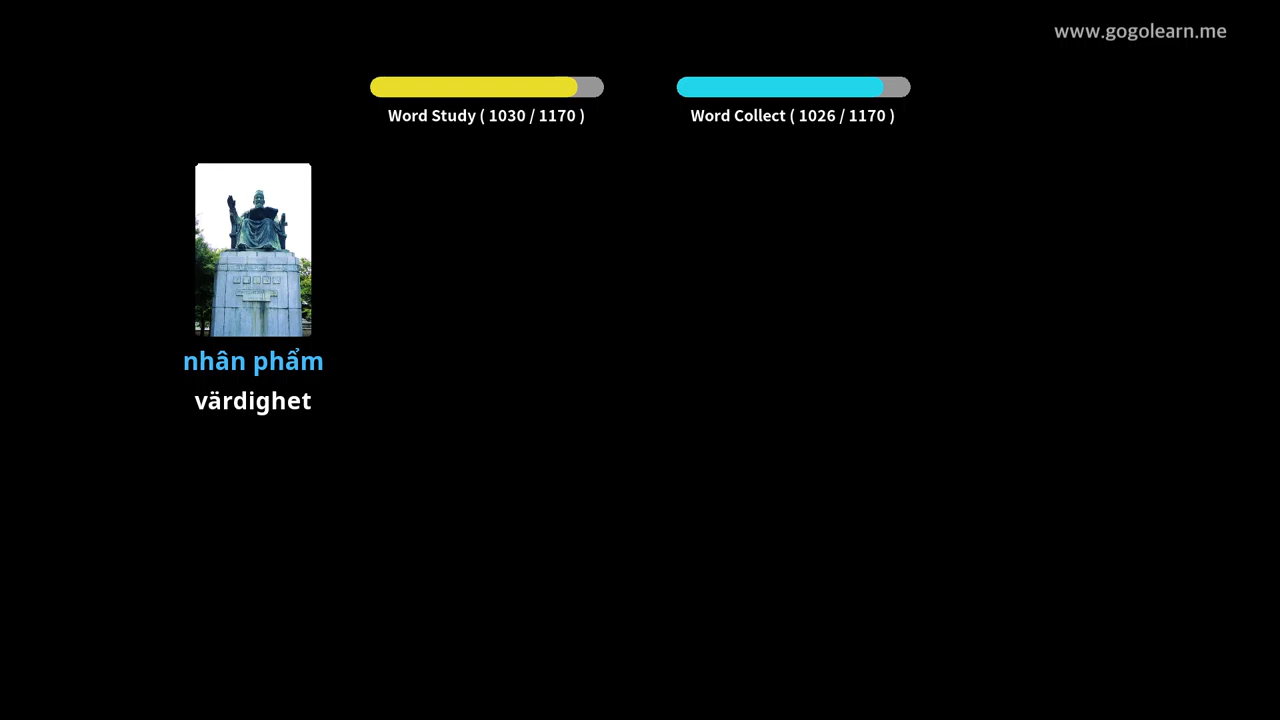 www.gogolearn.me
Word Study ( 1030 / 1170 )
Word Collect ( 1026 / 1170 )
nhân phẩm
värdighet